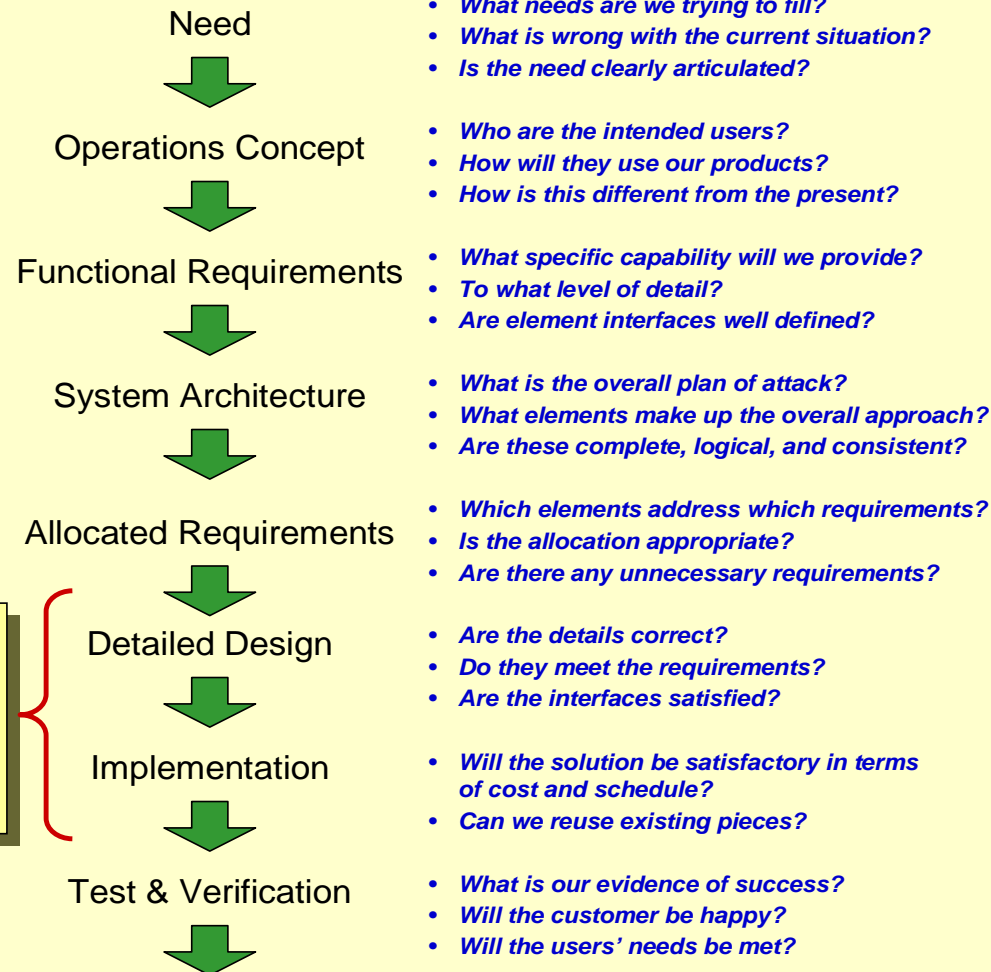 Need
• What needs are we trying to fill?
• What is wrong with the current situation?
• Is the need clearly articulated?
Operations Concept
• Who are the intended users?
• How will they use our products?
• How is this different from the present?
Functional Requirements
• What specific capability will we provide?
• To what level of detail?
• Are element interfaces well defined?
System Architecture
• What is the overall plan of attack?
• What elements make up the overall approach?
• Are these complete, logical, and consistent?
Allocated Requirements
• Which elements address which requirements?
• Is the allocation appropriate?
• Are there any unnecessary requirements?
Detailed Design
• Are the details correct?
• Do they meet the requirements?
• Are the interfaces satisfied?
Implementation
• Will the solution be satisfactory in terms
of cost and schedule?
• Can we reuse existing pieces?
Test & Verification
• What is our evidence of success?
• Will the customer be happy?
• Will the users’ needs be met?